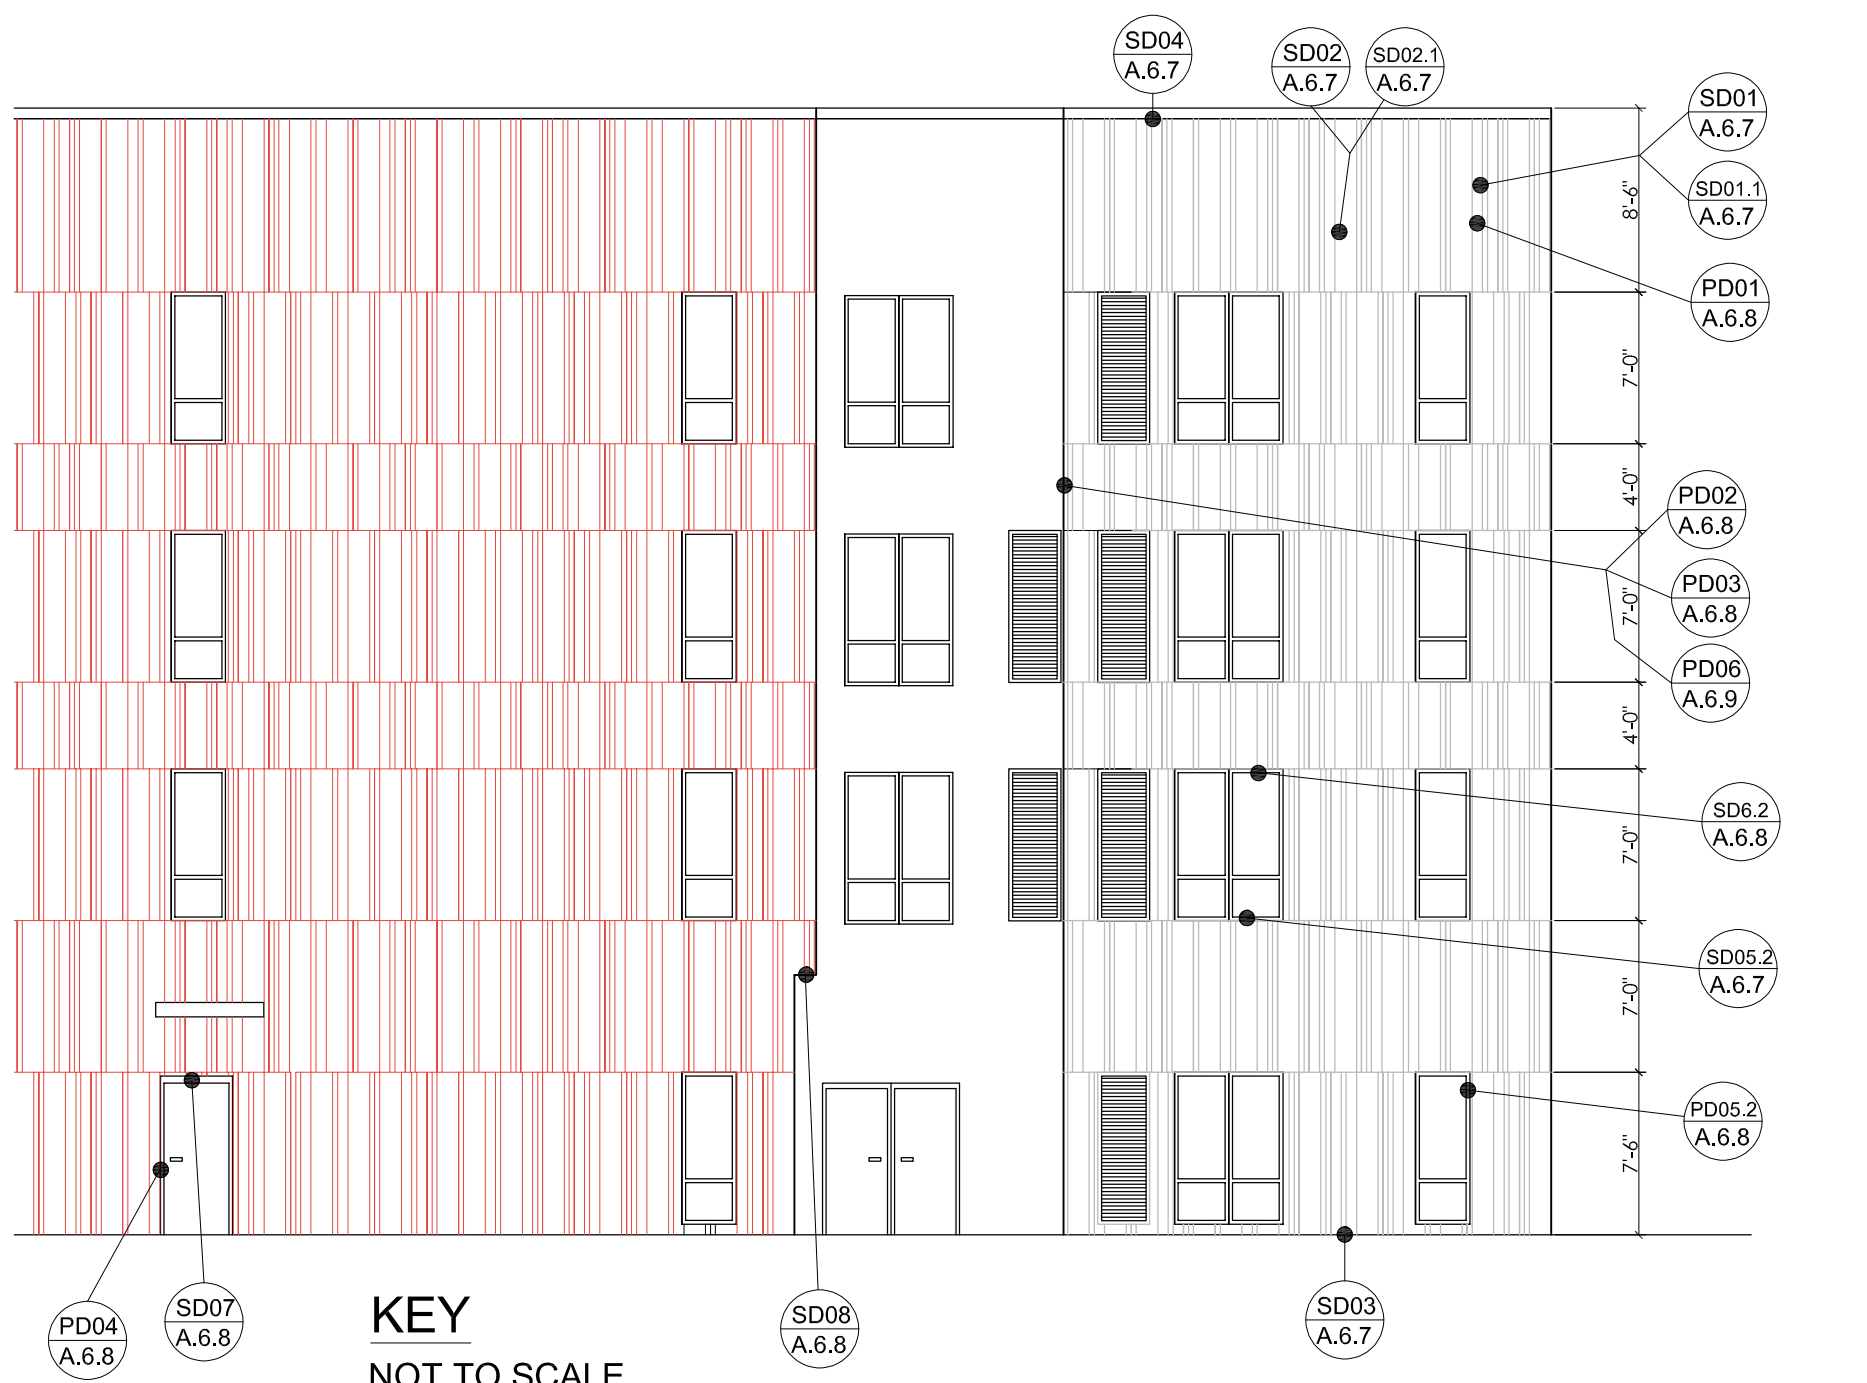 SD04
A.6.7
SD02
A.6.7
SD02.1
A.6.7
SD01
A.6.7
SD01.1
A.6.7
8'-6"
PD01
A.6.8
7'-0"
4'-0"
PD02
A.6.8
7'-0"
PD03
A.6.8
PD06
A.6.9
4'-0"
SD6.2
A.6.8
7'-0"
SD05.2
A.6.7
7'-0"
PD05.2
A.6.8
7'-6"
PD04
A.6.8
SD07
A.6.8
KEY
NOT TO SCALE
SD08
A.6.8
SD03
A.6.7